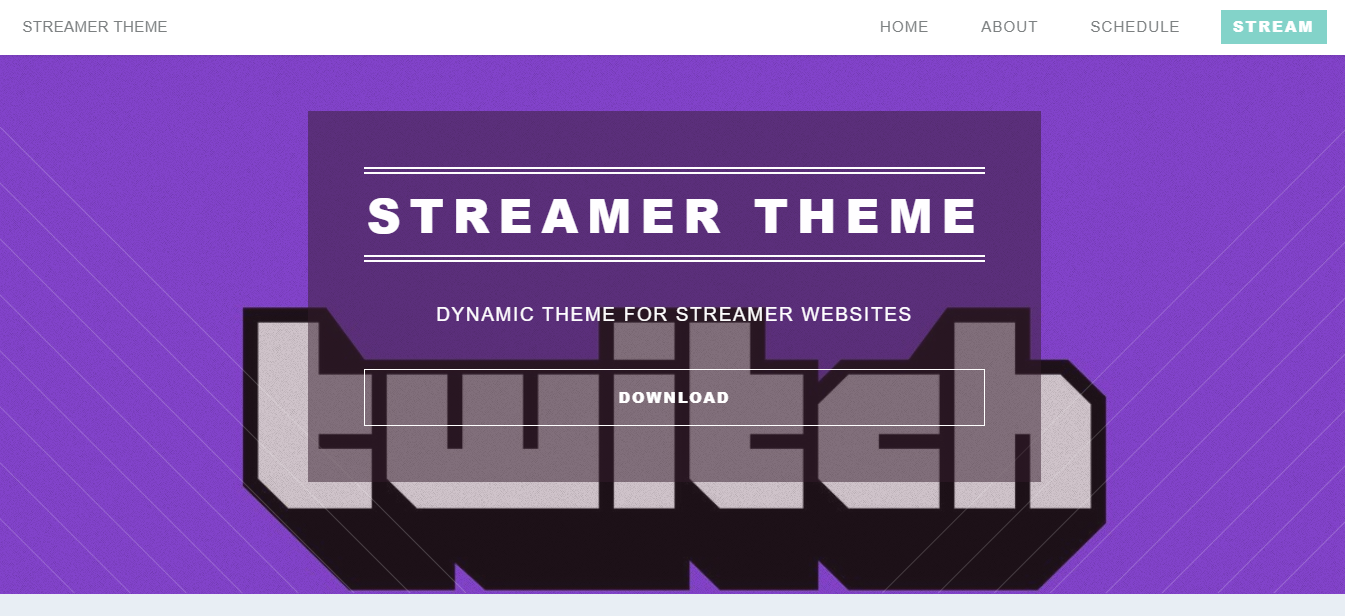 STREAMER THEME HOME ABOUT SCHEDULE STREAM
STREAMER THEME
DYNAMIC THEME FOR STREAMER WEBSITES
twitch
DOWNLOAD